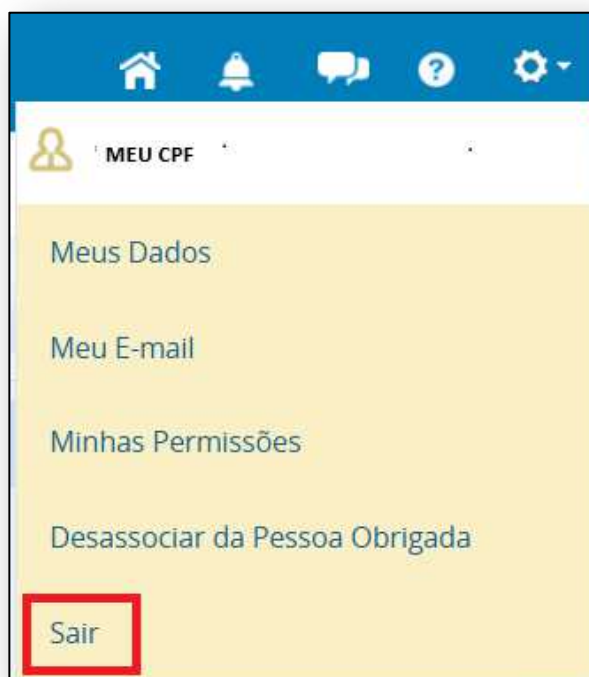 MEU CPF
Meus Dados
Meu E-mail
Minhas Permissões
Desassociar da Pessoa Obrigada
Sair